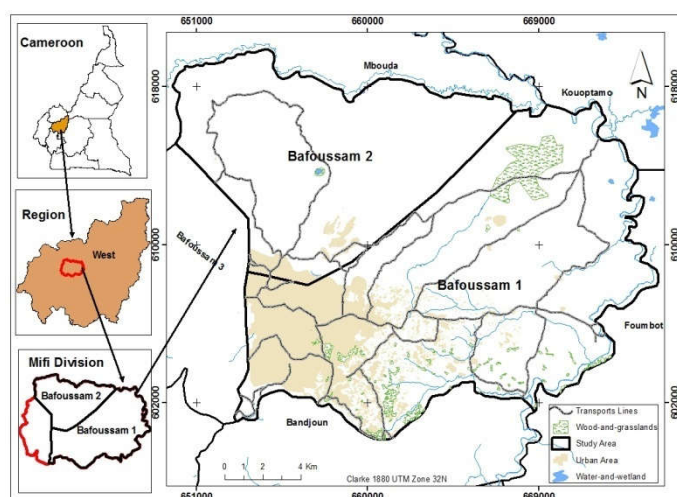 651000 660000 669000
Cameroon
Region
West
Mifi Division
Bafoussam 2
Bafoussam 1
618000
610000
602000
Mbouda
Kouoptamo
N
Bafoussam 2
Bafoussam 3
Bafoussam 1
Foumbot
Bandjoun
0 1 2 4 Km
Clarke 1880 UTM Zone 32N
Transports Lines
Wood-and-grasslands
Study Area
Urban Area
Water-and-wetland
651000 660000 669000
618000
610000
602000